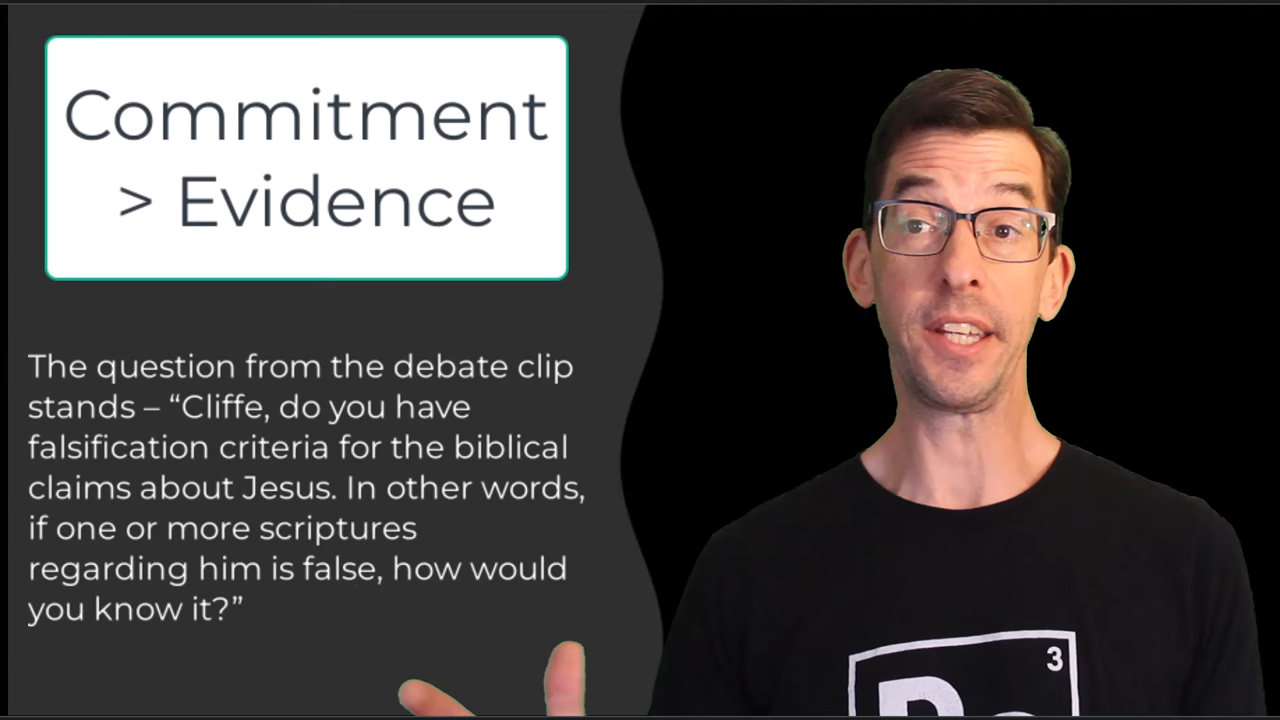 Commitment
> Evidence
The question from the debate clip
stands – “Cliffe, do you have
falsification criteria for the biblical
claims about Jesus. In other words,
if one or more scriptures
regarding him is false, how would
you know it?”
3